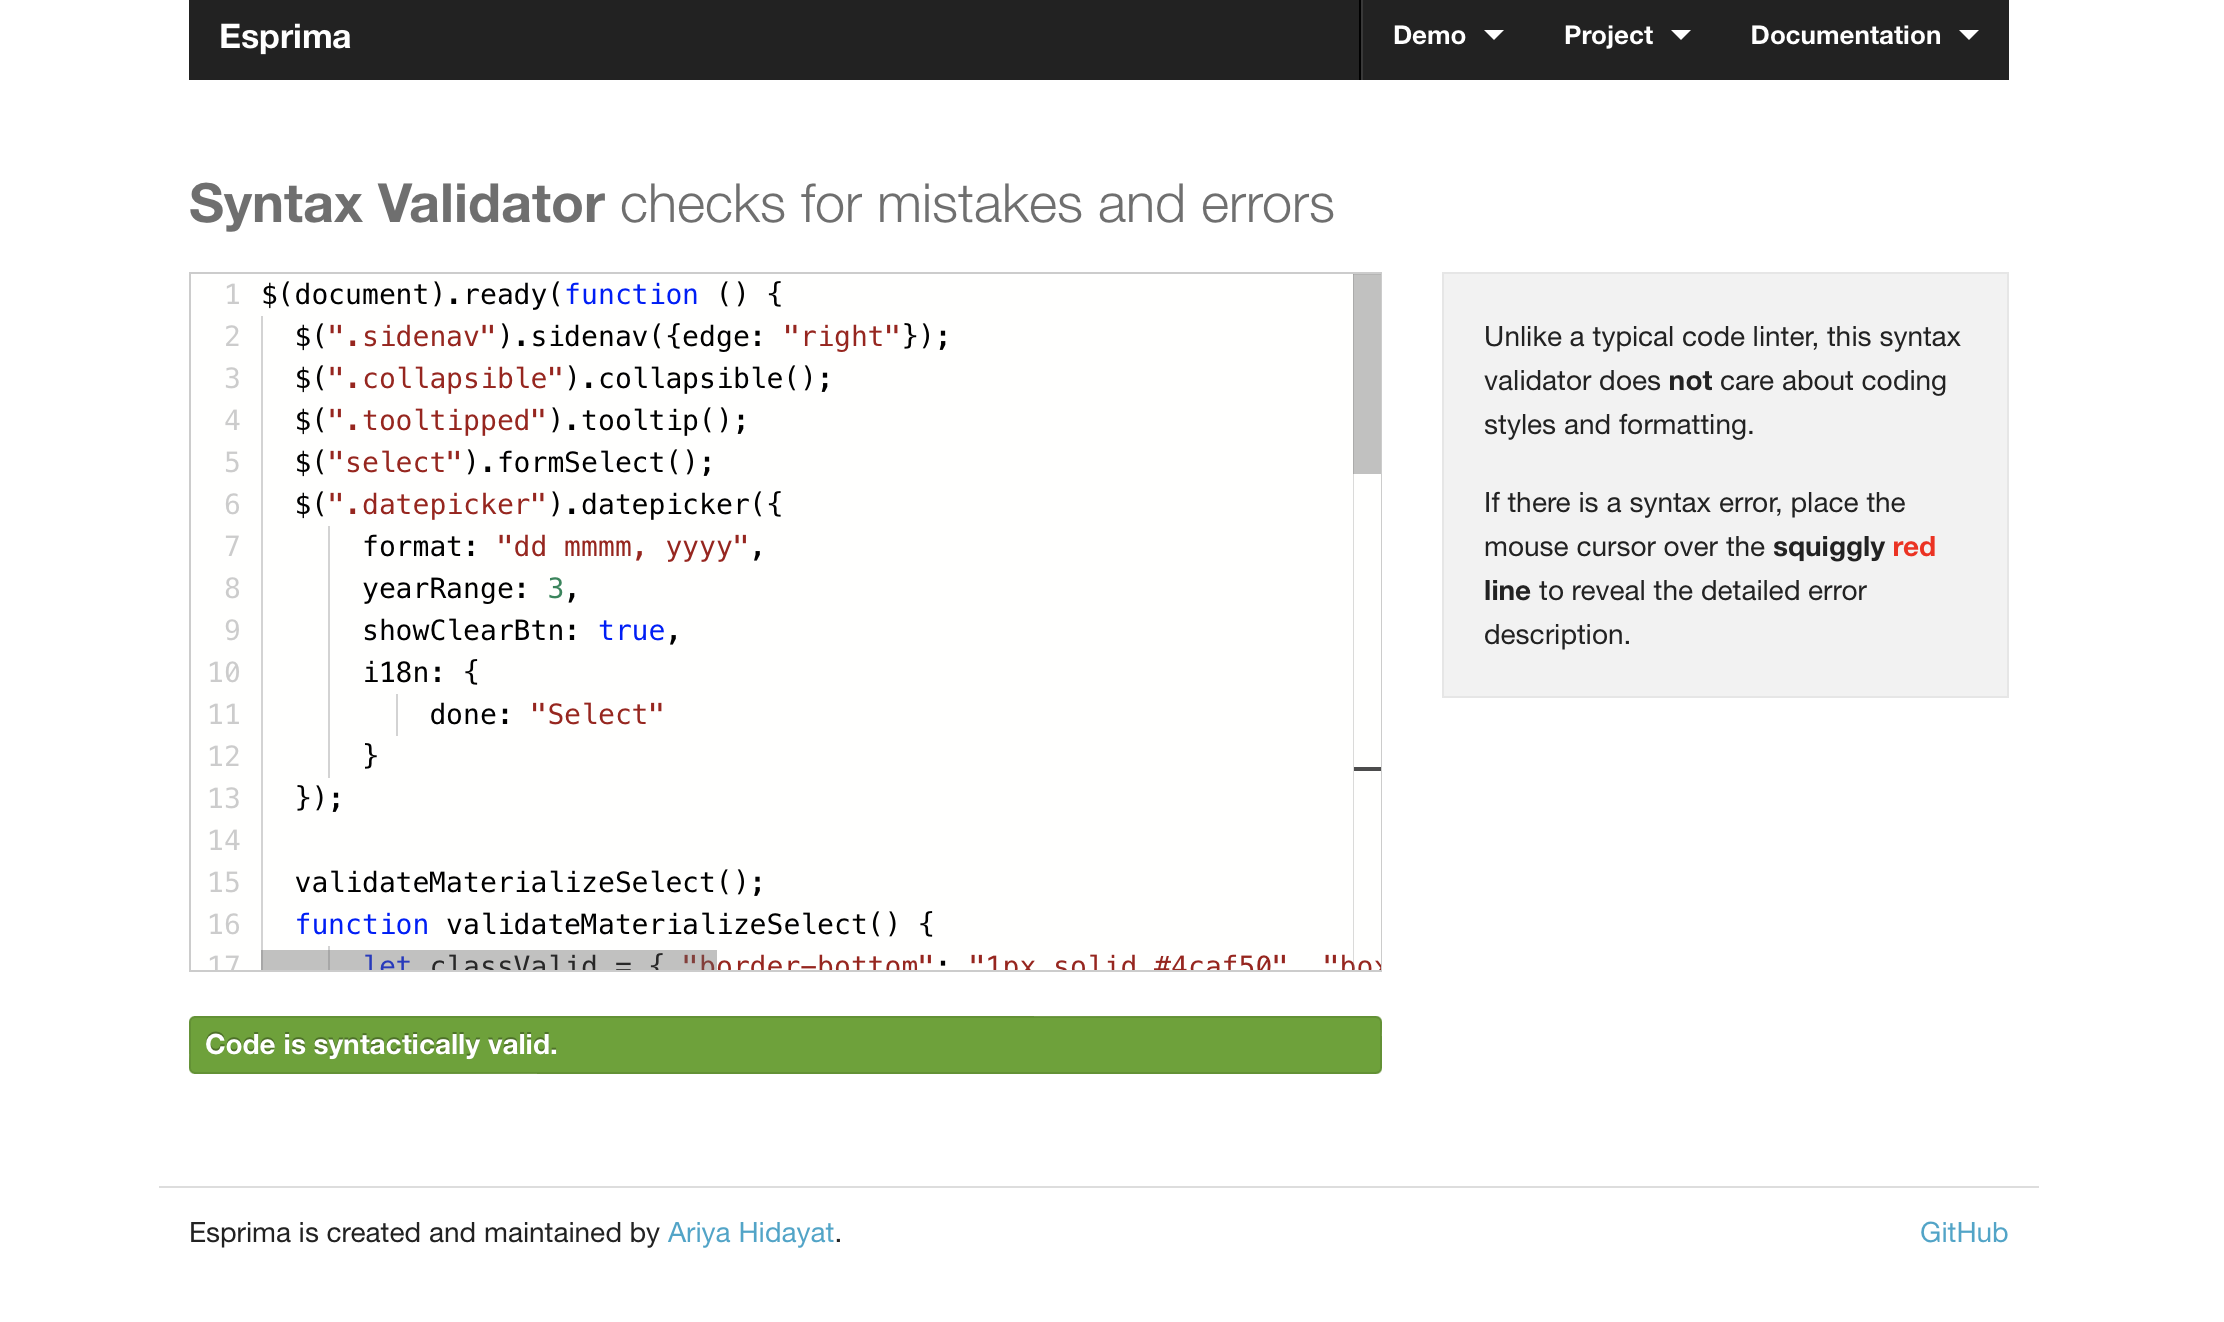 Esprima
Demo Project Documentation
Syntax Validator checks for mistakes and errors
1 $(document).ready(function () {
2 $(".sidenav").sidenav({edge: "right"});
3 $(".collapsible").collapsible();
4 $(".tooltipped").tooltip();
5 $("select").formSelect();
6 $(".datepicker").datepicker({
7 format: "dd mmmm, yyyy",
8 yearRange: 3,
9 showClearBtn: true,
10 i18n: {
11 done: "Select"
12 }
13 });
14
15 validateMaterializeSelect();
16 function validateMaterializeSelect() {
17 let classValid = { "border-bottom": "1px solid #4caf50", "box
Unlike a typical code linter, this syntax
validator does not care about coding
styles and formatting.
If there is a syntax error, place the
mouse cursor over the squiggly red
line to reveal the detailed error
description.
Code is syntactically valid.
Esprima is created and maintained by Ariya Hidayat.
GitHub